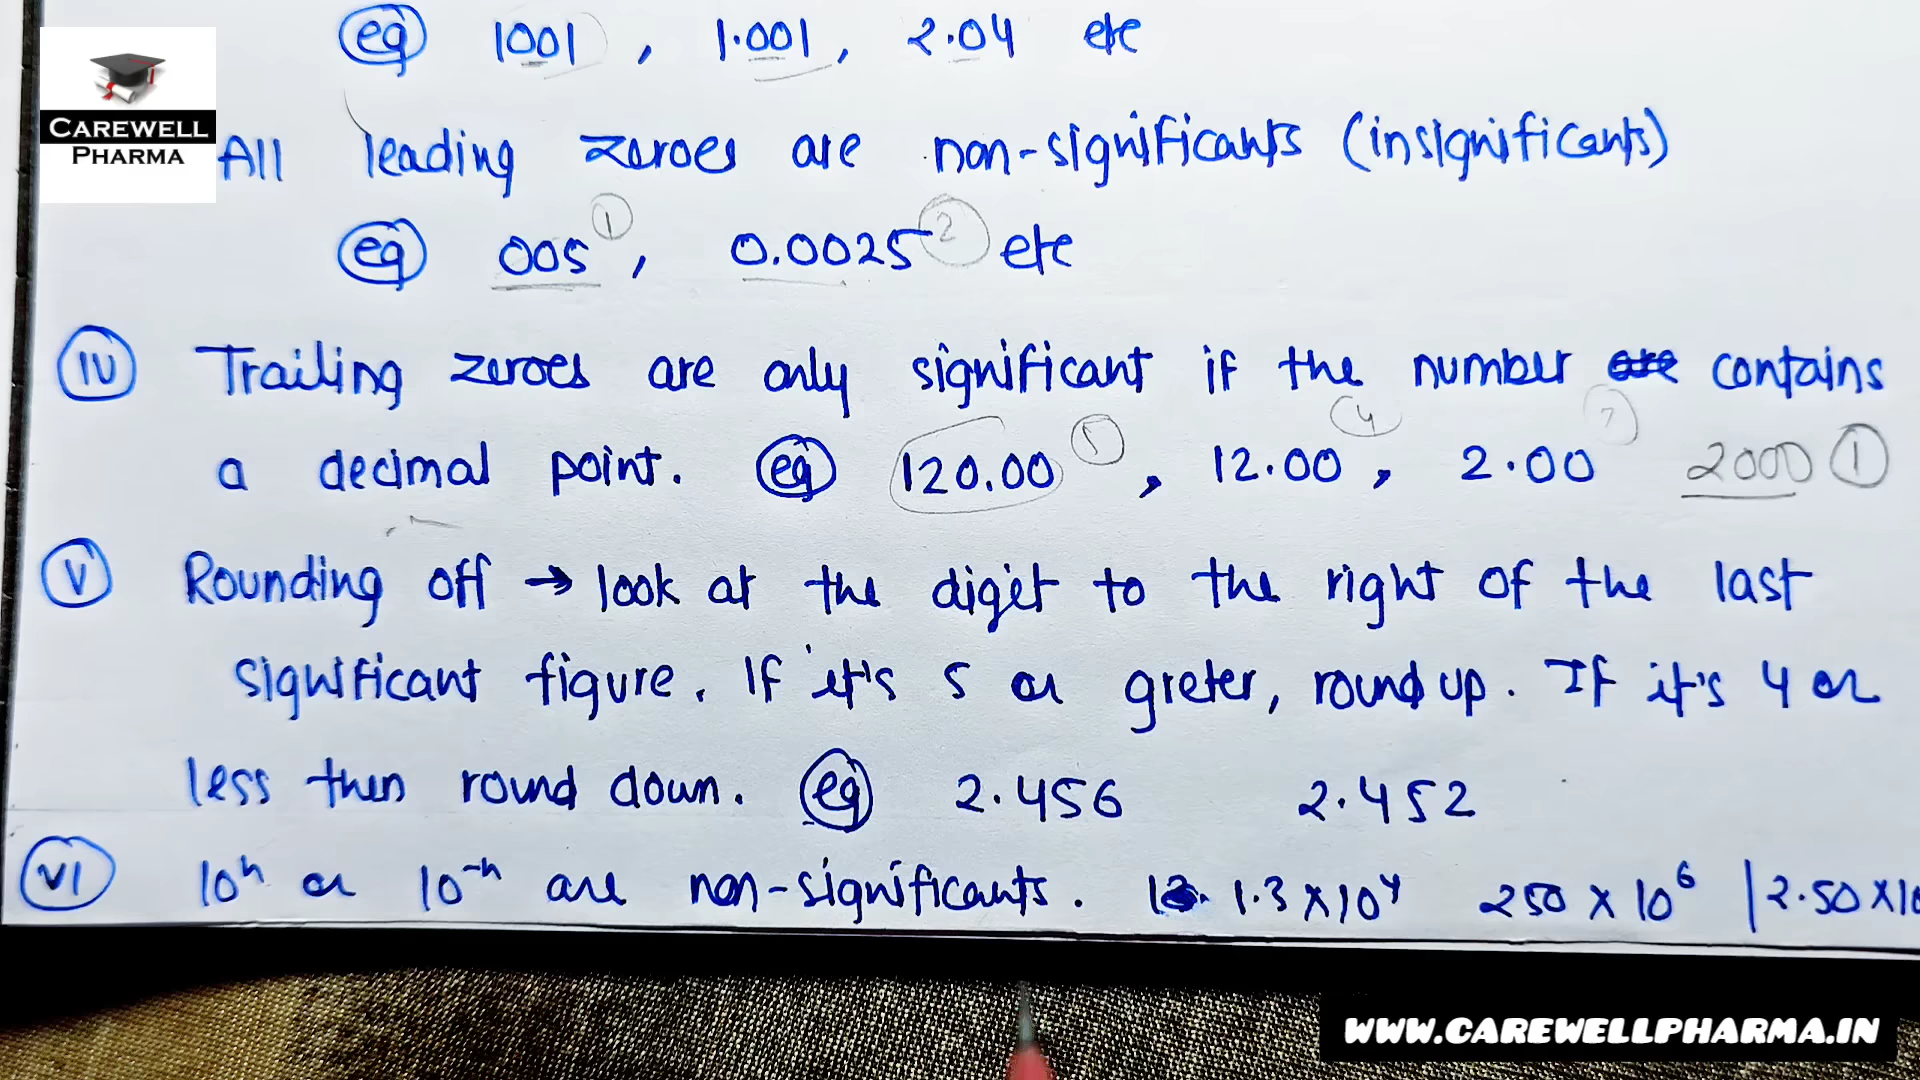 eg 1001 , 1.001 , 2.04 etc
CAREWELL
PHARMA
All leading zeroes are non-significants (insignificants)
eg 005 ① , 0.0025 ② etc
IV Trailing zeroes are only significant if the number are contains
a decimal point. eg 120.00 ⑤ , 12.00 ④ , 2.00 2000 ①
V Rounding off → look at the digit to the right of the last
significant figure. If it's 5 or greter, round up. If it's 4 or
less then round down. eg 2.456 2.452
VI 10ʰ or 10⁻ʰ are non-significants. 1.3 × 10⁴ 250 × 10⁶ | 2.50 × 10
WWW.CAREWELLPHARMA.IN